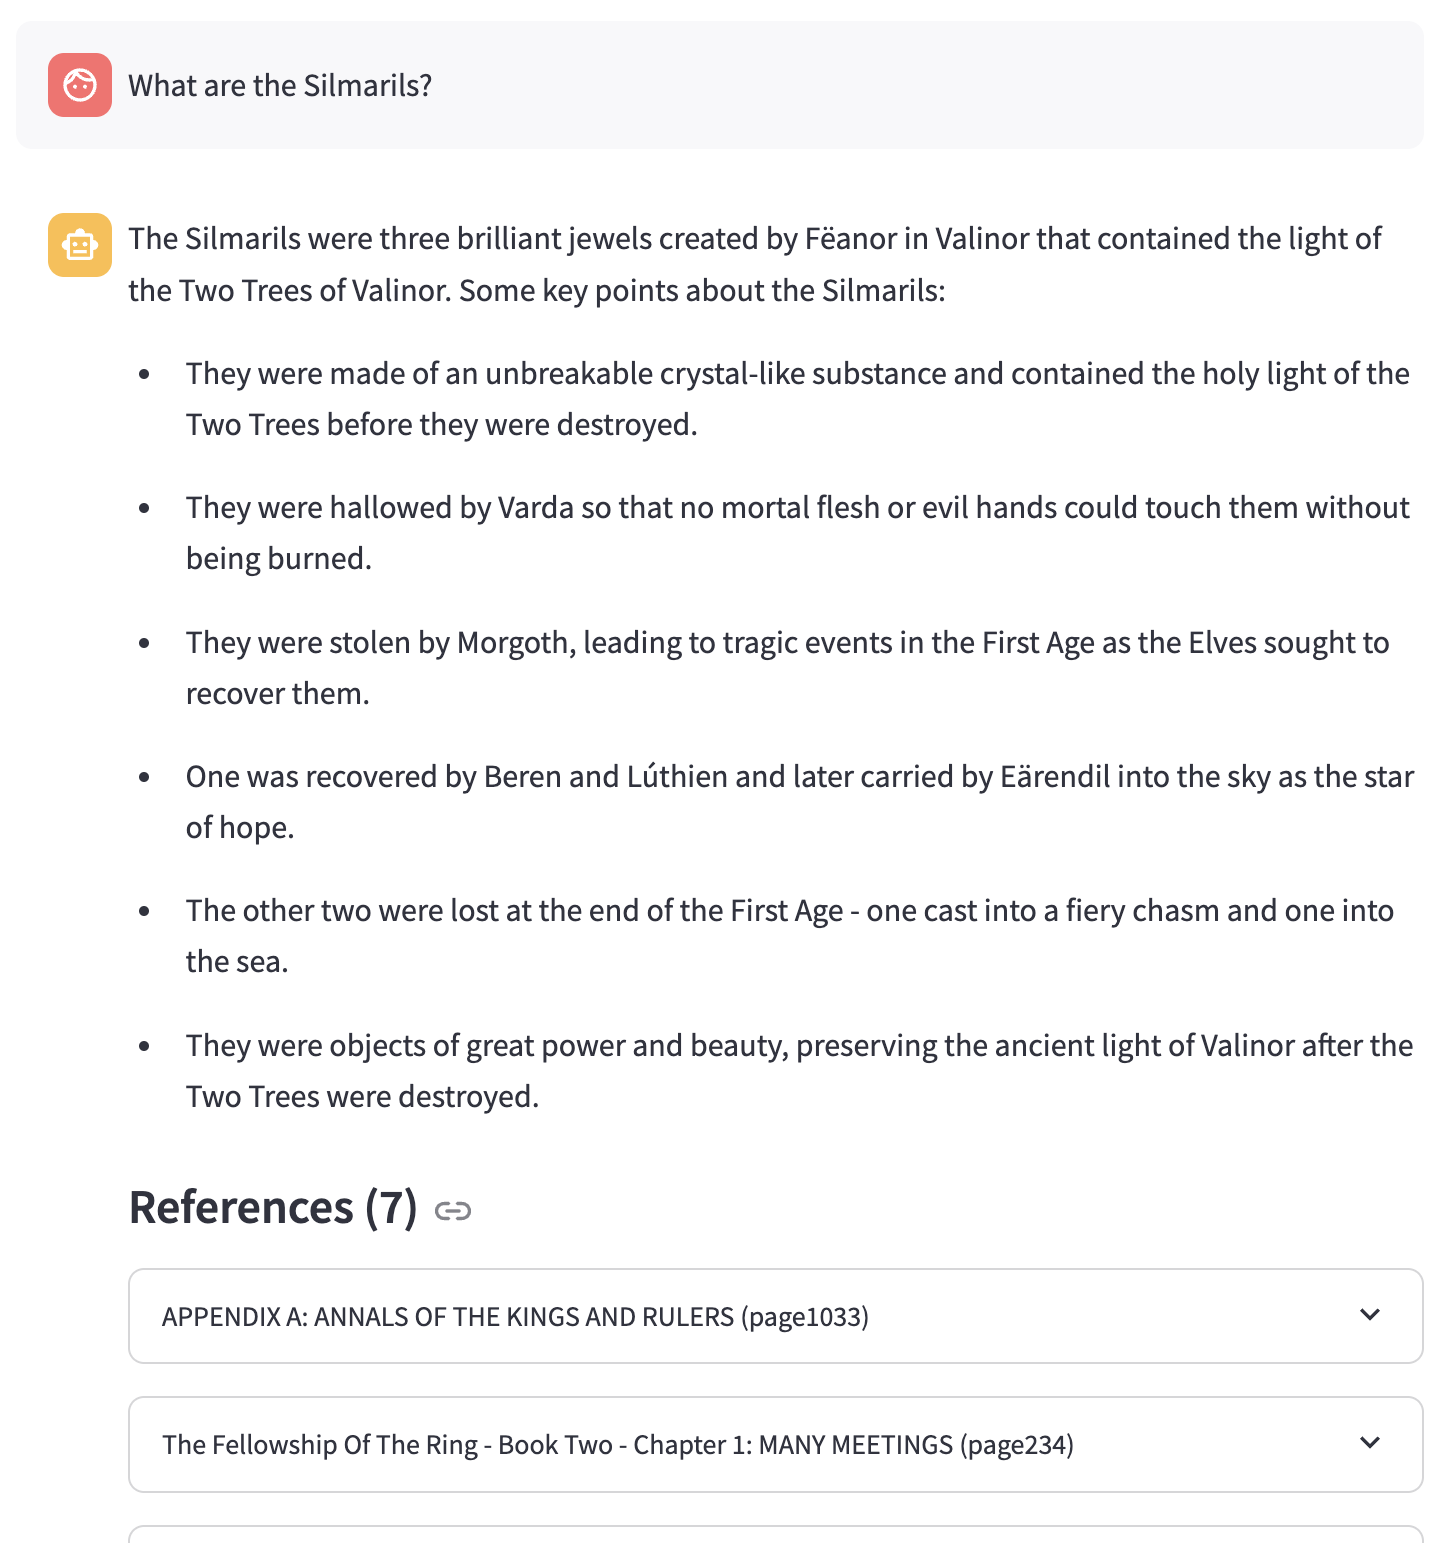 What are the Silmarils?
The Silmarils were three brilliant jewels created by Fëanor in Valinor that contained the light of
the Two Trees of Valinor. Some key points about the Silmarils:
• They were made of an unbreakable crystal-like substance and contained the holy light of the
Two Trees before they were destroyed.
• They were hallowed by Varda so that no mortal flesh or evil hands could touch them without
being burned.
• They were stolen by Morgoth, leading to tragic events in the First Age as the Elves sought to
recover them.
• One was recovered by Beren and Lúthien and later carried by Eärendil into the sky as the star
of hope.
• The other two were lost at the end of the First Age - one cast into a fiery chasm and one into
the sea.
• They were objects of great power and beauty, preserving the ancient light of Valinor after the
Two Trees were destroyed.
References (7)
APPENDIX A: ANNALS OF THE KINGS AND RULERS (page1033)
The Fellowship Of The Ring - Book Two - Chapter 1: MANY MEETINGS (page234)